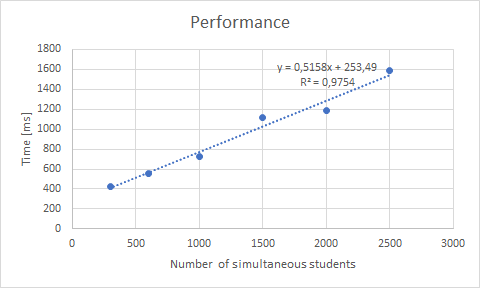 Performance
1800
1600
1400
1200
1000
800
600
400
200
0
Time [ms]
y = 0,5158x + 253,49
R² = 0,9754
0 500 1000 1500 2000 2500 3000
Number of simultaneous students